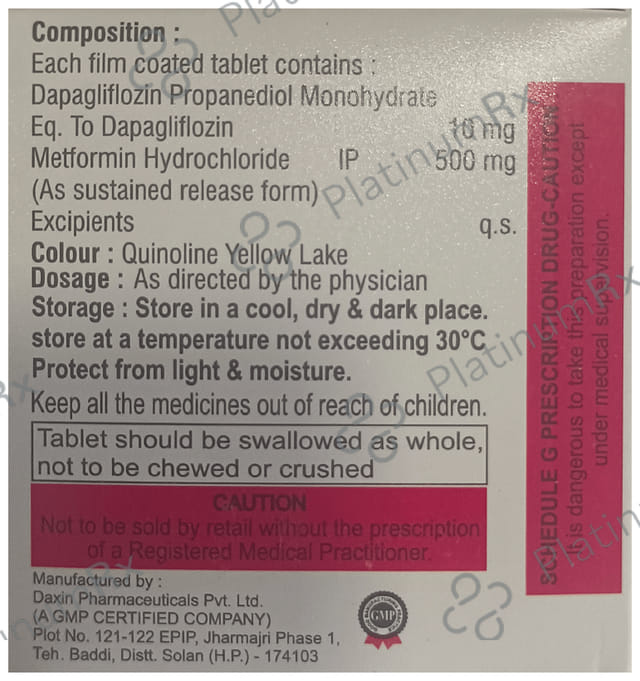 Composition :
Each film coated tablet contains :
Dapagliflozin Propanediol Monohydrate
Eq. To Dapagliflozin 10 mg
Metformin Hydrochloride IP 500 mg
(As sustained release form)
Excipients q.s.
Colour : Quinoline Yellow Lake
Dosage : As directed by the physician
Storage : Store in a cool, dry & dark place.
store at a temperature not exceeding 30°C
Protect from light & moisture.
Keep all the medicines out of reach of children.
Tablet should be swallowed as whole,
not to be chewed or crushed
CAUTION
Not to be sold by retail without the prescription
of a Registered Medical Practitioner.
Manufactured by :
Daxin Pharmaceuticals Pvt. Ltd.
(A GMP CERTIFIED COMPANY)
Plot No. 121-122 EPIP, Jharmajri Phase 1,
Teh. Baddi, Distt. Solan (H.P.) - 174103
GMP
SCHEDULE G PRESCRIPTION DRUG-CAUTION
is dangerous to take this preparation except
under medical supervision.
PlatinumRx
PlatinumRx
PlatinumRx
PlatinumRx